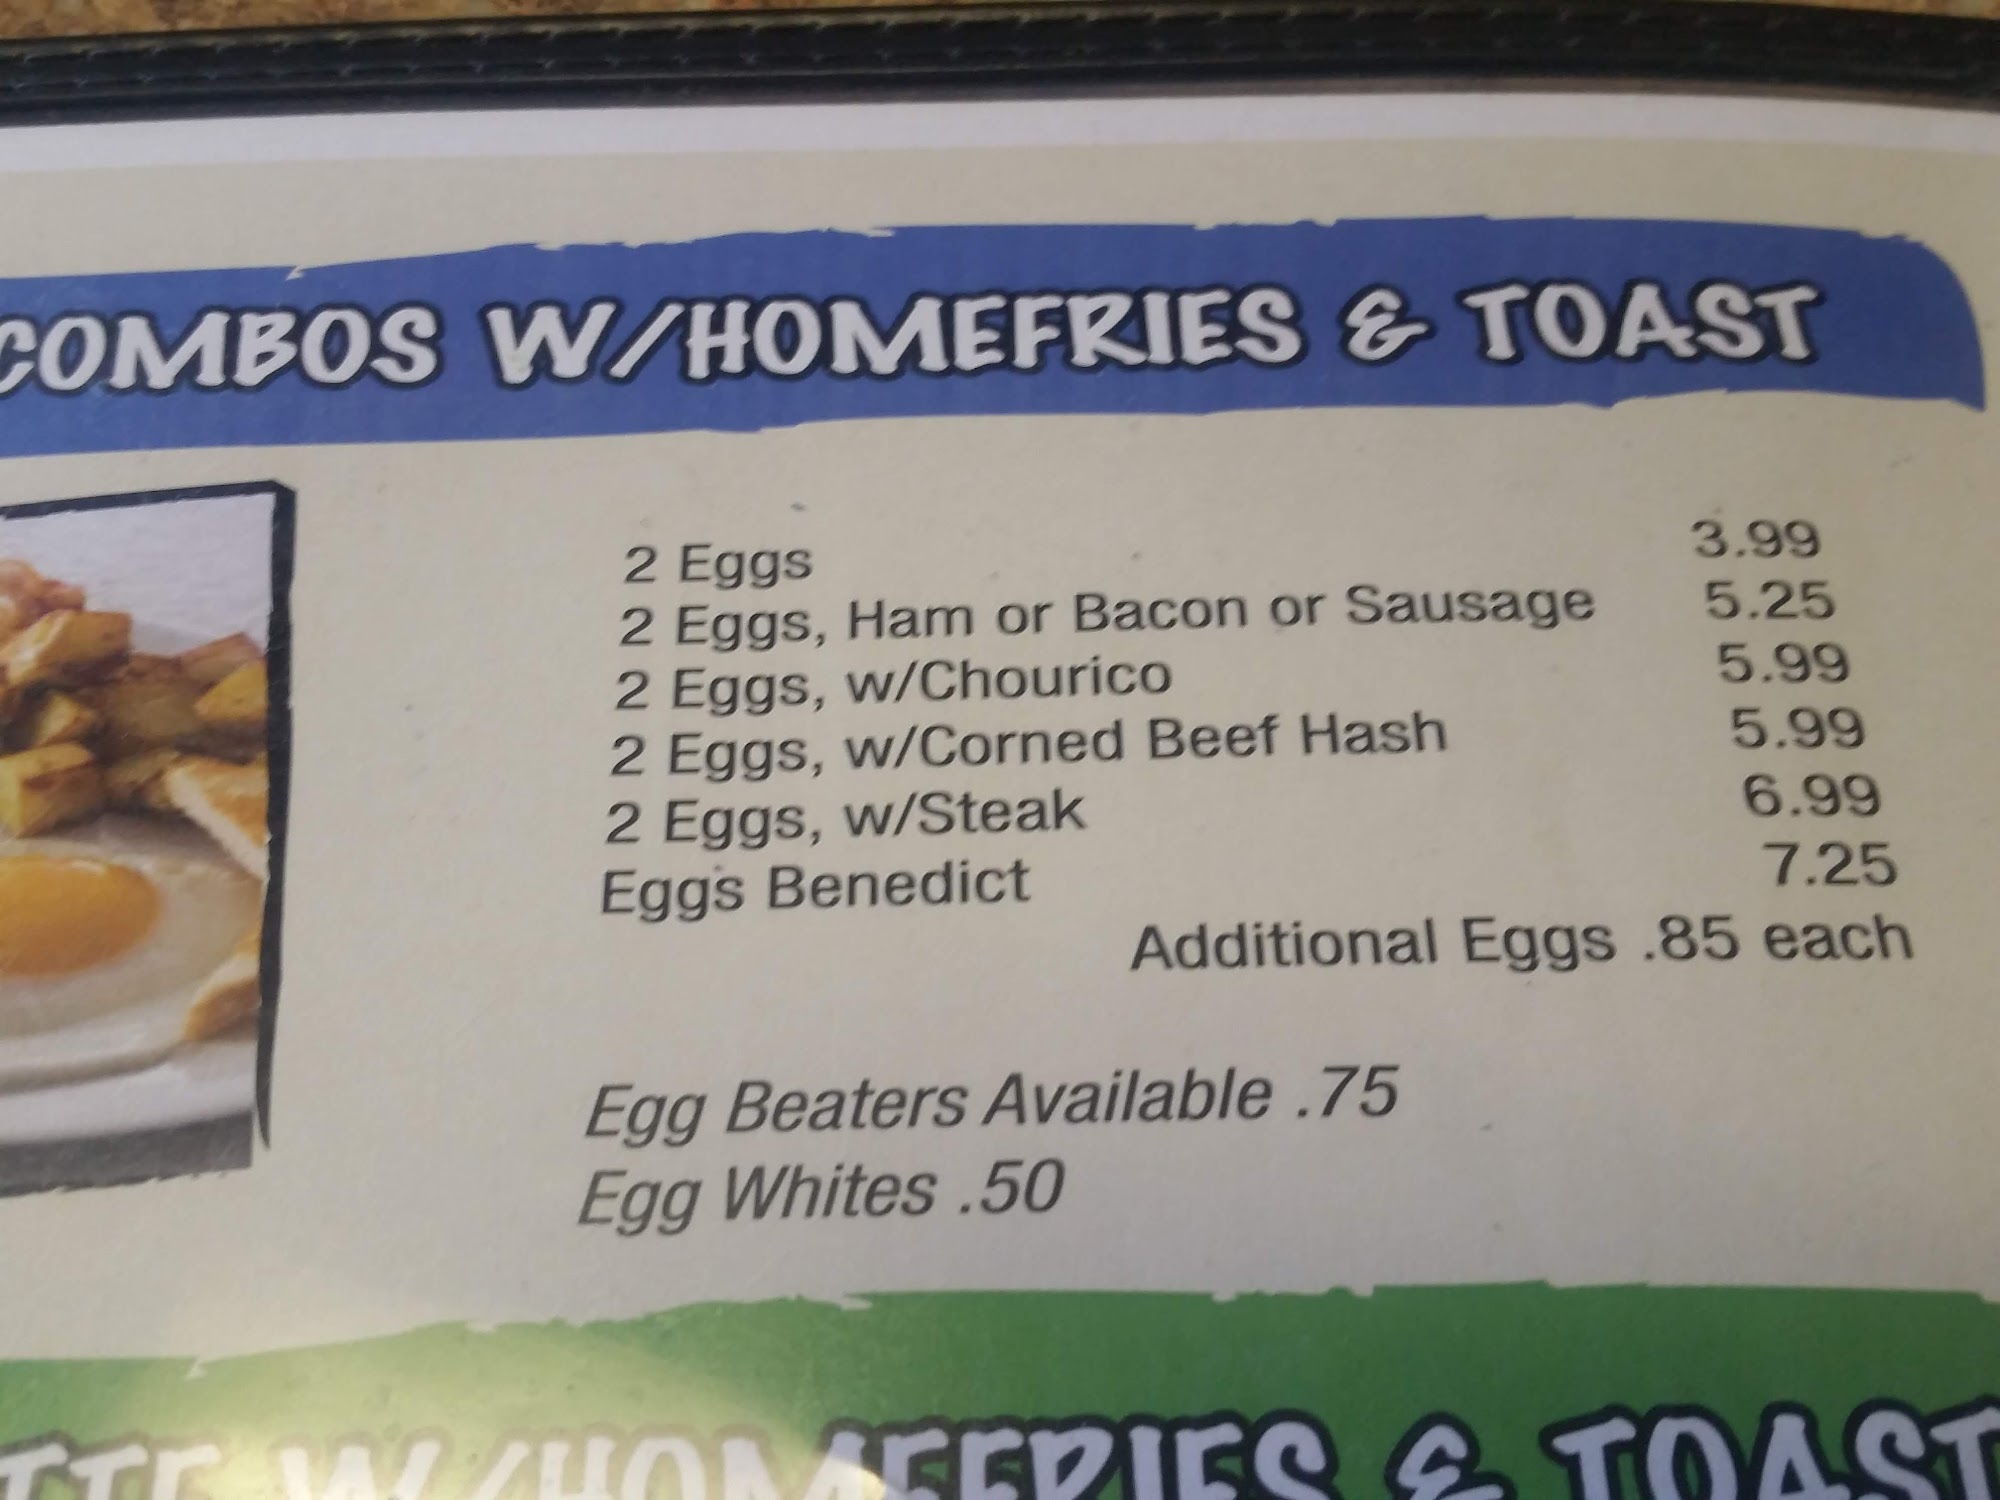 COMBOS W/HOMEFRIES & TOAST
2 Eggs 3.99
2 Eggs, Ham or Bacon or Sausage 5.25
2 Eggs, w/Chourico 5.99
2 Eggs, w/Corned Beef Hash 5.99
2 Eggs, w/Steak 6.99
Eggs Benedict 7.25
Additional Eggs .85 each
Egg Beaters Available .75
Egg Whites .50
W/HOMEFRIES & TOAST